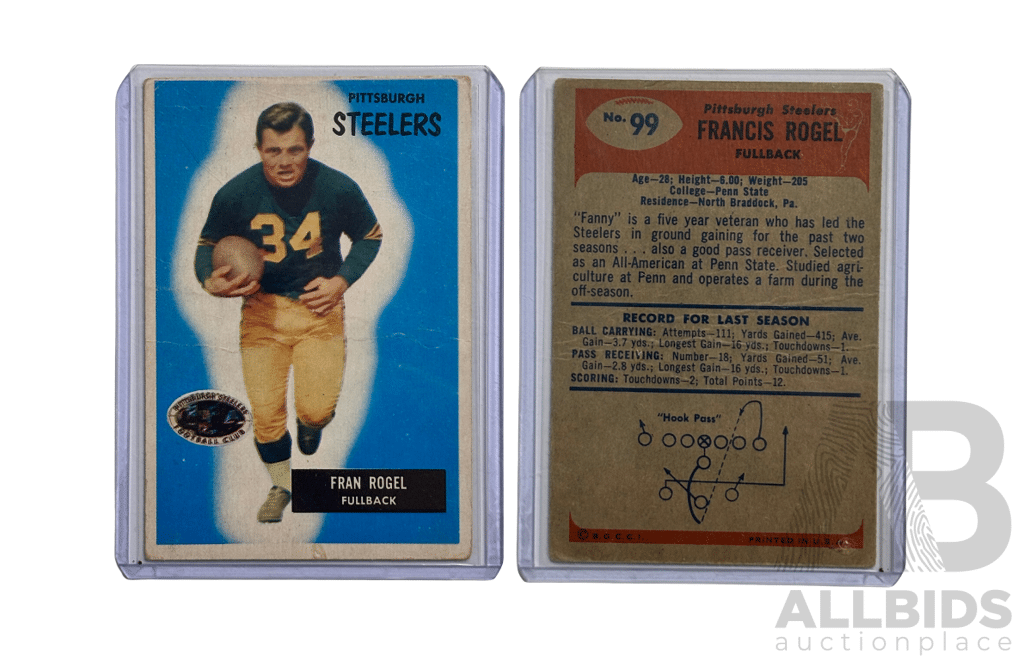 PITTSBURGH
STEELERS
34
PITTSBURGH STEELERS
FOOTBALL CLUB
FRAN ROGEL
FULLBACK
No. 99
Pittsburgh Steelers
FRANCIS ROGEL
FULLBACK
Age—28; Height—6.00; Weight—205
College—Penn State
Residence—North Braddock, Pa.
"Fanny" is a five year veteran who has led the
Steelers in ground gaining for the past two
seasons . . . also a good pass receiver. Selected
as an All-American at Penn State. Studied agri-
culture at Penn and operates a farm during the
off-season.
RECORD FOR LAST SEASON
BALL CARRYING: Attempts—111; Yards Gained—415; Ave.
Gain—3.7 yds.; Longest Gain—16 yds.; Touchdowns—1.
PASS RECEIVING: Number—18; Yards Gained—51; Ave.
Gain—2.8 yds.; Longest Gain—16 yds.; Touchdowns—1.
SCORING: Touchdowns—2; Total Points—12.
"Hook Pass"
© B.G.C.I.
PRINTED IN U.S.A.
AB
ALLBIDS
auctionplace